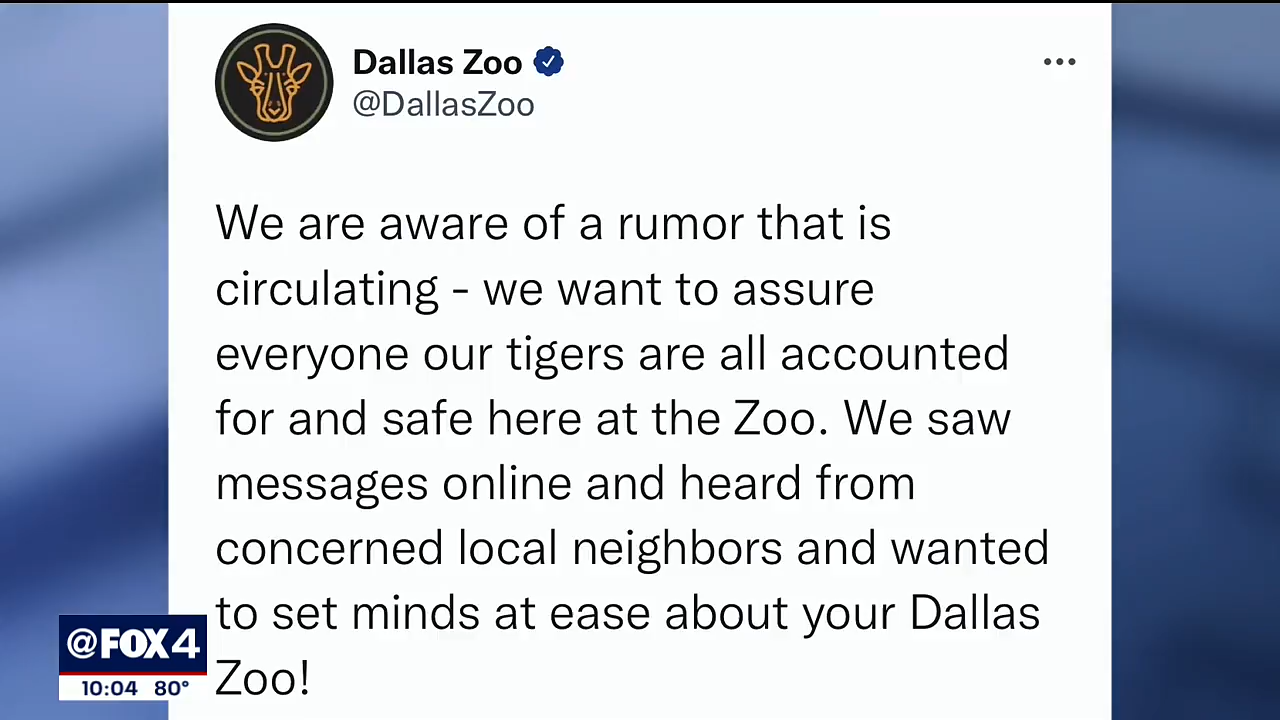 Dallas Zoo
@DallasZoo
We are aware of a rumor that is
circulating - we want to assure
everyone our tigers are all accounted
for and safe here at the Zoo. We saw
messages online and heard from
concerned local neighbors and wanted
to set minds at ease about your Dallas
Zoo!
@FOX4
10:04 80°